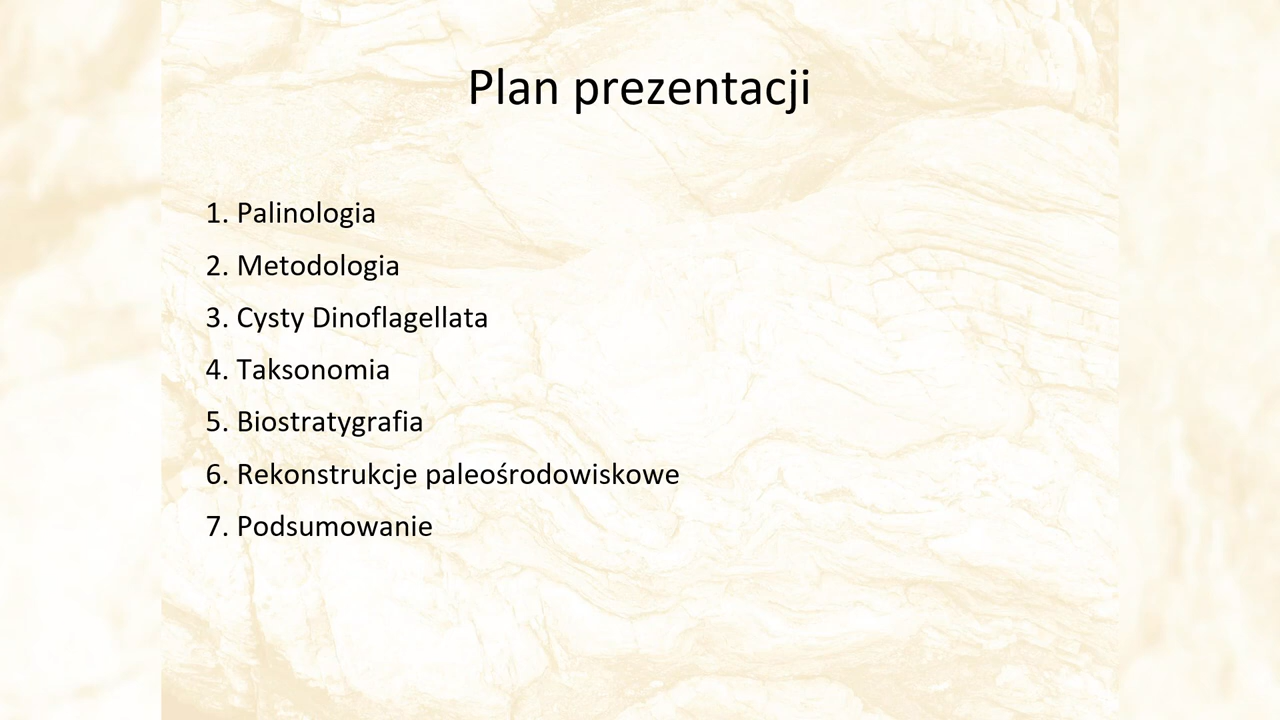 Plan prezentacji
1. Palinologia
2. Metodologia
3. Cysty Dinoflagellata
4. Taksonomia
5. Biostratygrafia
6. Rekonstrukcje paleośrodowiskowe
7. Podsumowanie